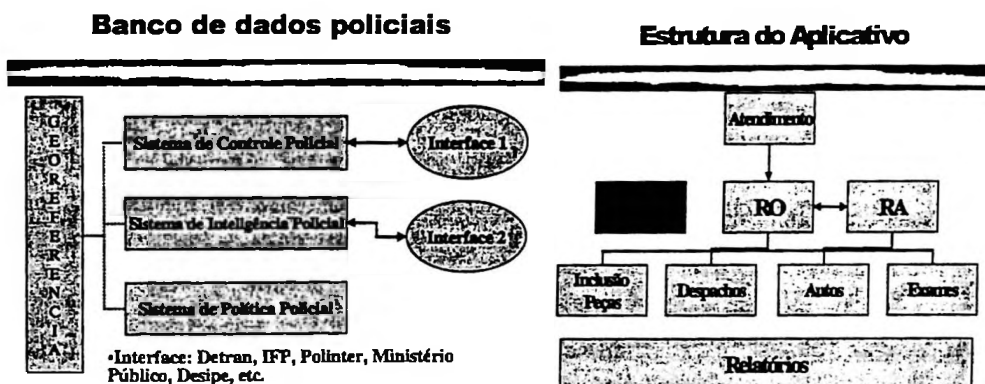 Banco de dados policiais
GEOREFERENCIA
Sistema de Controle Policial
Interface 1
Sistema de Inteligência Policial
Interface 2
Sistema de Política Policial
•Interface: Detran, IFP, Polinter, Ministério
Público, Desipe, etc.
Estrutura do Aplicativo
Atendimento
RO
RA
Inclusão
Peças
Despachos
Autos
Exames
Relatórios